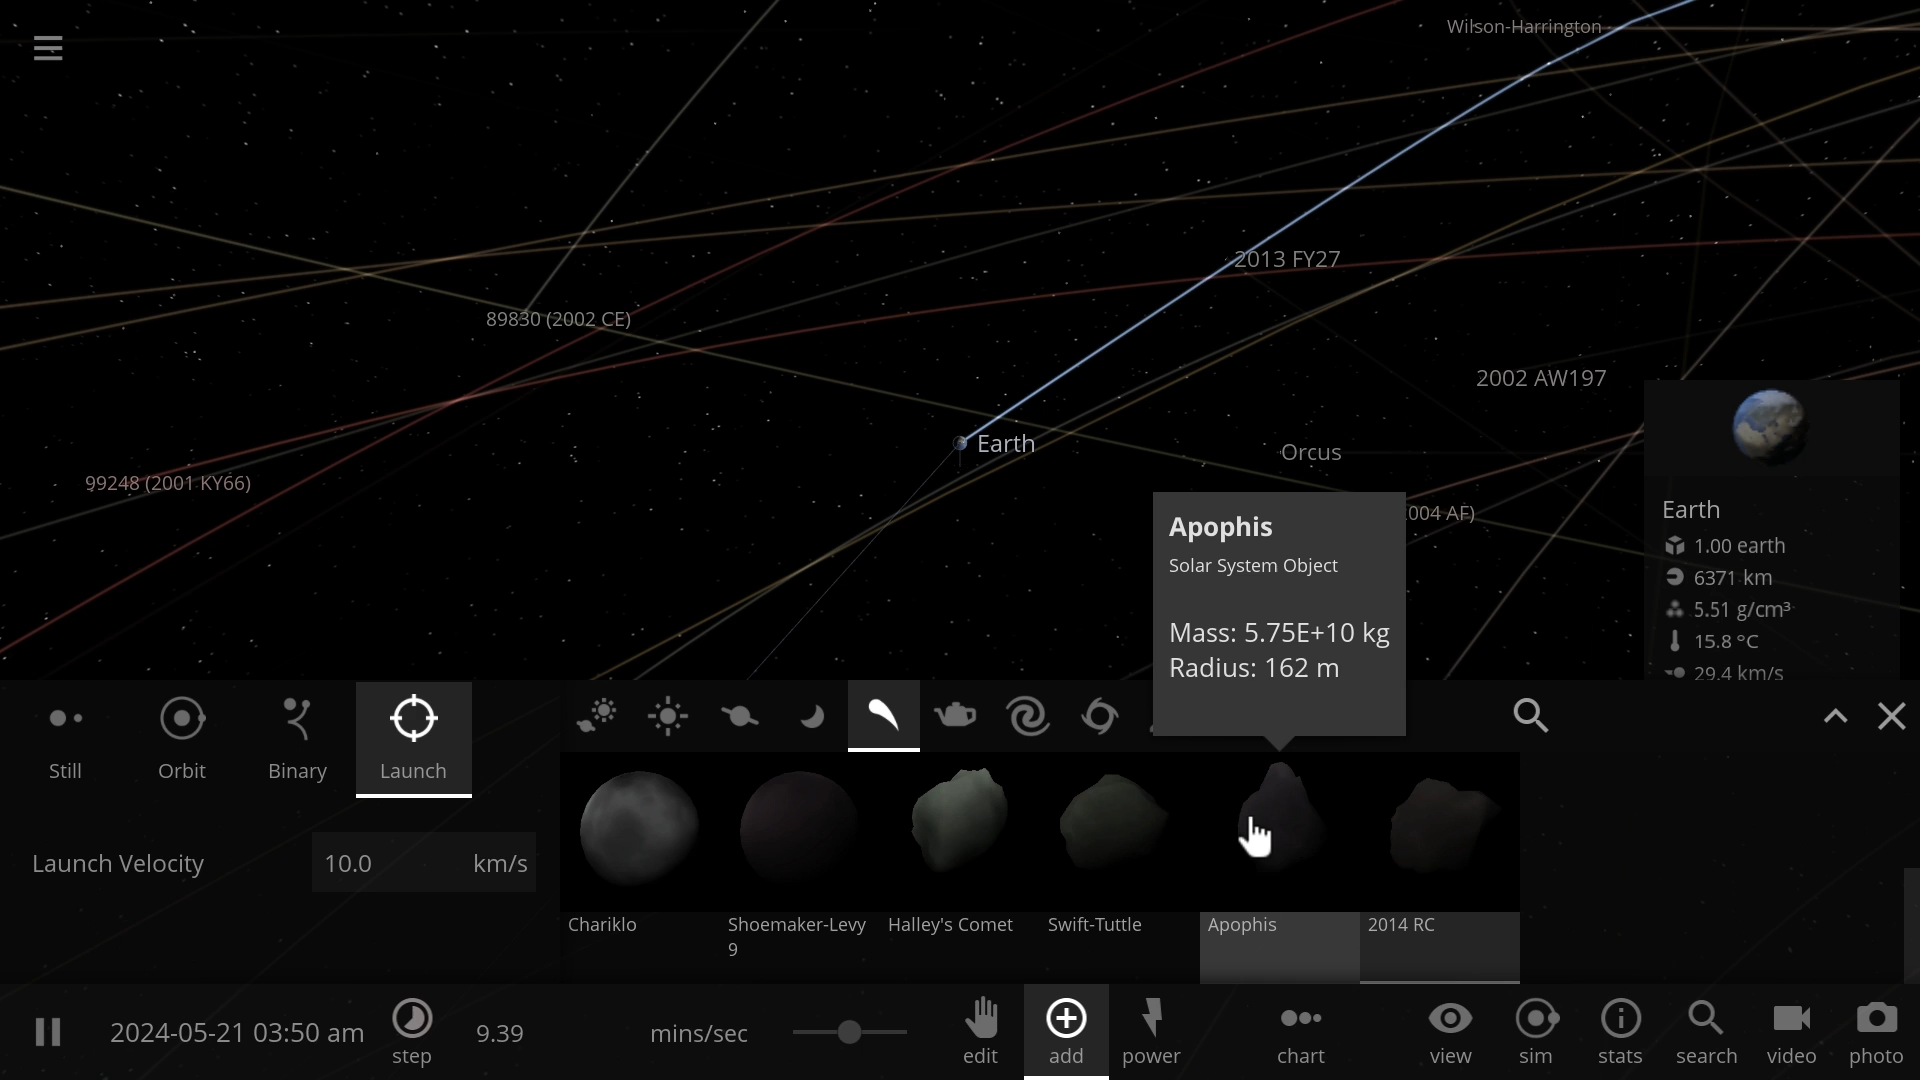 Wilson-Harrington
2013 FY27
89830 (2002 CE)
2002 AW197
Earth
Orcus
99248 (2001 KY66)
004 AF)
Apophis
Solar System Object
Mass: 5.75E+10 kg
Radius: 162 m
Earth
1.00 earth
6371 km
5.51 g/cm³
15.8 °C
29.4 km/s
Still
Orbit
Binary
Launch
Launch Velocity
10.0
km/s
Chariklo
Shoemaker-Levy
9
Halley's Comet
Swift-Tuttle
Apophis
2014 RC
2024-05-21 03:50 am
step
9.39
mins/sec
edit
add
power
chart
view
sim
stats
search
video
photo